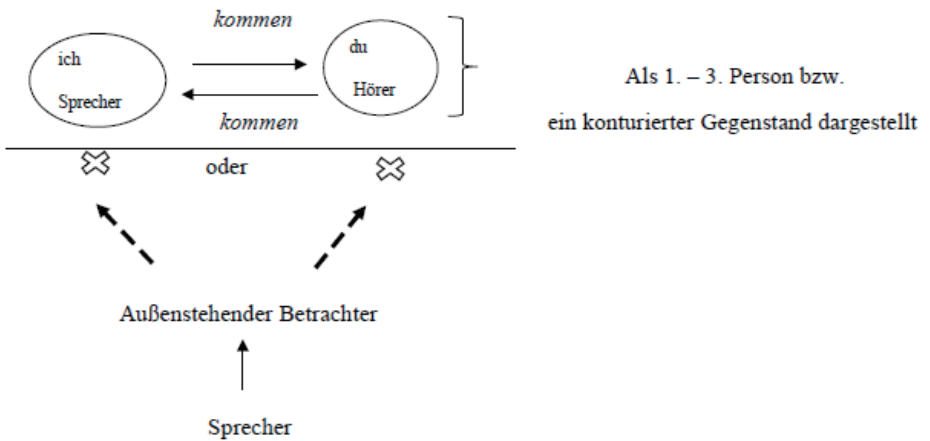 kommen
ich
Sprecher
du
Hörer
kommen
Als 1. – 3. Person bzw.
ein konturierter Gegenstand dargestellt
oder
Außenstehender Betrachter
Sprecher